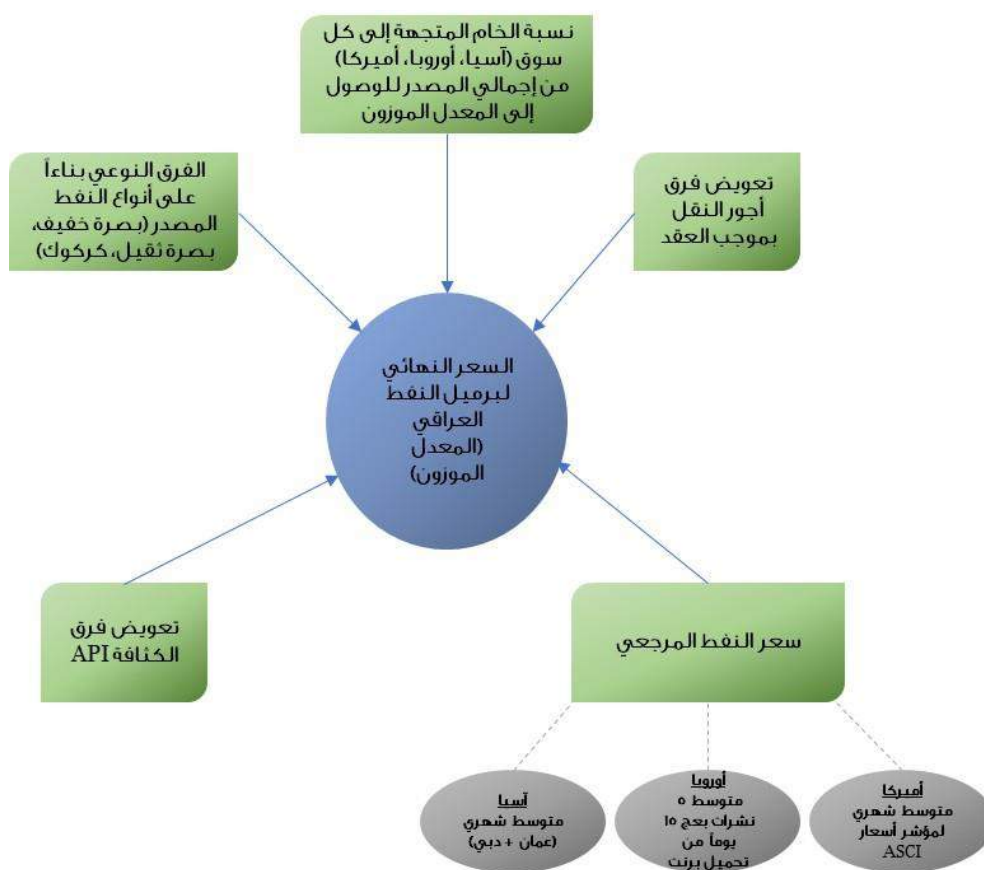 نسبة الخام المتجهة إلى كل
سوق (آسيا، أوروبا، أميركا)
من إجمالي المصدر للوصول
إلى المعدل الموزون
تعويض فرق
أجور النقل
بموجب العقد
الفرق النوعي بناءاً
على أنواع النفط
المصدر (بصرة خفيف،
بصرة ثقيل، كركوك)
السعر النهائي
لبرميل النفط
العراقي
(المعدل
الموزون)
سعر النفط المرجعي
تعويض فرق
الكثافة API
أميركا
متوسط شهري
لمؤشر أسعار
ASCI
أوروبا
متوسط ٥
نشرات بعج ١٥
يوماً من
تحميل برنت
آسيا
متوسط شهري
(عمان + دبي)